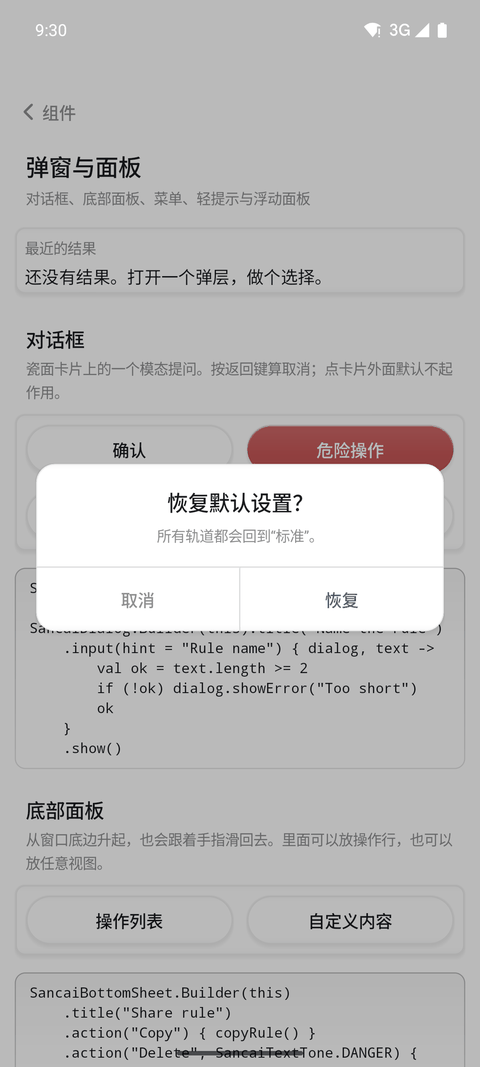 9:30
3G
组件
弹窗与面板
对话框、底部面板、菜单、轻提示与浮动面板
最近的结果
还没有结果。打开一个弹层，做个选择。
对话框
瓷面卡片上的一个模态提问。按返回键算取消；点卡片外面默认不起
作用。
确认
危险操作
恢复默认设置？
所有轨道都会回到“标准”。
取消
恢复
.input(hint = "Rule name") { dialog, text ->
val ok = text.length >= 2
if (!ok) dialog.showError("Too short")
ok
}
.show()
底部面板
从窗口底边升起，也会跟着手指滑回去。里面可以放操作行，也可以
放任意视图。
操作列表
自定义内容
SancaiBottomSheet.Builder(this)
.title("Share rule")
.action("Copy") { copyRule() }
.action("Delete", SancaiTextTone.DANGER) {